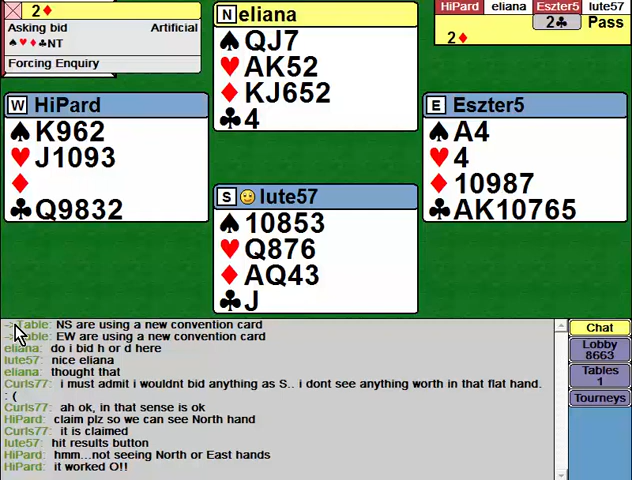 2♦
Asking bid Artificial
♠♥♦♣NT
Forcing Enquiry
HiPard eliana Eszter5 lute57
2♣ Pass
2♦
N eliana
♠QJ7
♥AK52
♦KJ652
♣4
W HiPard
♠K962
♥J1093
♦
♣Q9832
E Eszter5
♠A4
♥4
♦10987
♣AK10765
S lute57
♠10853
♥Q876
♦AQ43
♣J
->Table: NS are using a new convention card
->Table: EW are using a new convention card
eliana: do i bid h or d here
lute57: nice eliana
eliana: thought that
Curls77: i must admit i wouldnt bid anything as S.. i dont see anything worth in that flat hand.
: (
Curls77: ah ok, in that sense is ok
HiPard: claim plz so we can see North hand
Curls77: it is claimed
lute57: hit results button
HiPard: hmm...not seeing North or East hands
HiPard: it worked O!!
Chat
Lobby
8663
Tables
1
Tourneys